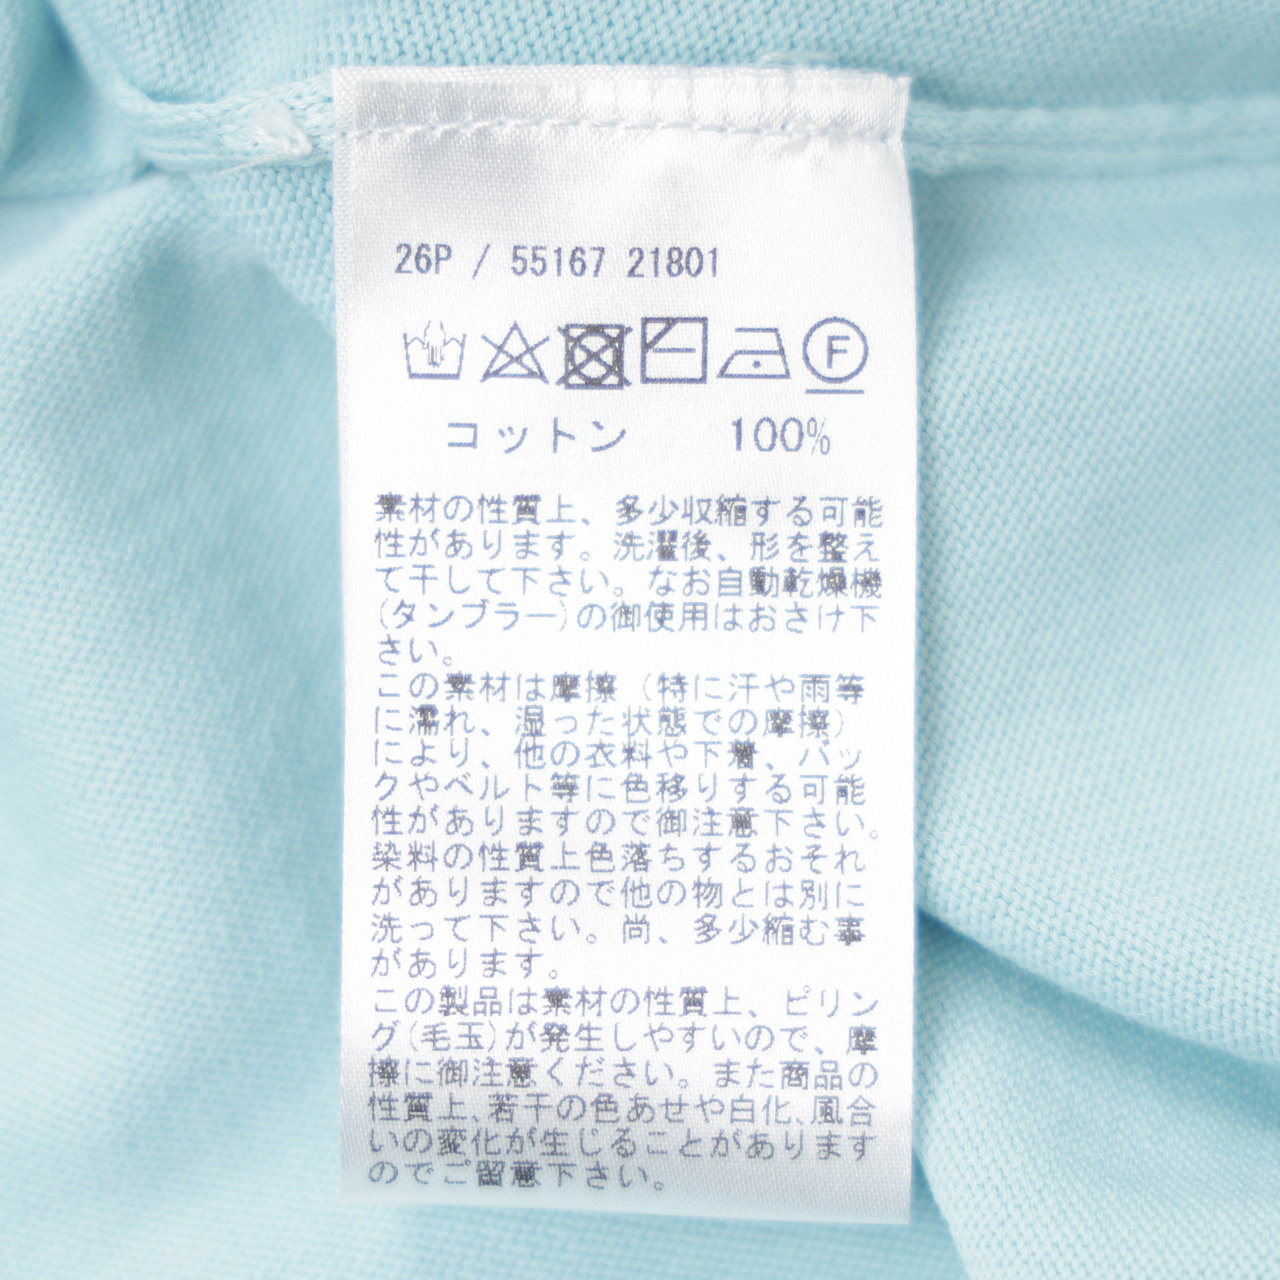 26P / 55167 21801
F
コットン 100%
素材の性質上、多少収縮する可能
性があります。洗濯後、形を整え
て干して下さい。なお自動乾燥機
(タンブラー)の御使用はおさけ下
さい。
この素材は摩擦（特に汗や雨等
に濡れ、湿った状態での摩擦）
により、他の衣料や下着、バッ
クやベルト等に色移りする可能
性がありますので御注意下さい。
染料の性質上色落ちするおそれ
がありますので他の物とは別に
洗って下さい。尚、多少縮む事
があります。
この製品は素材の性質上、ピリン
グ(毛玉)が発生しやすいので、摩
擦に御注意ください。また商品の
性質上、若干の色あせや白化、風合
いの変化が生じることがあります
のでご留意下さい。